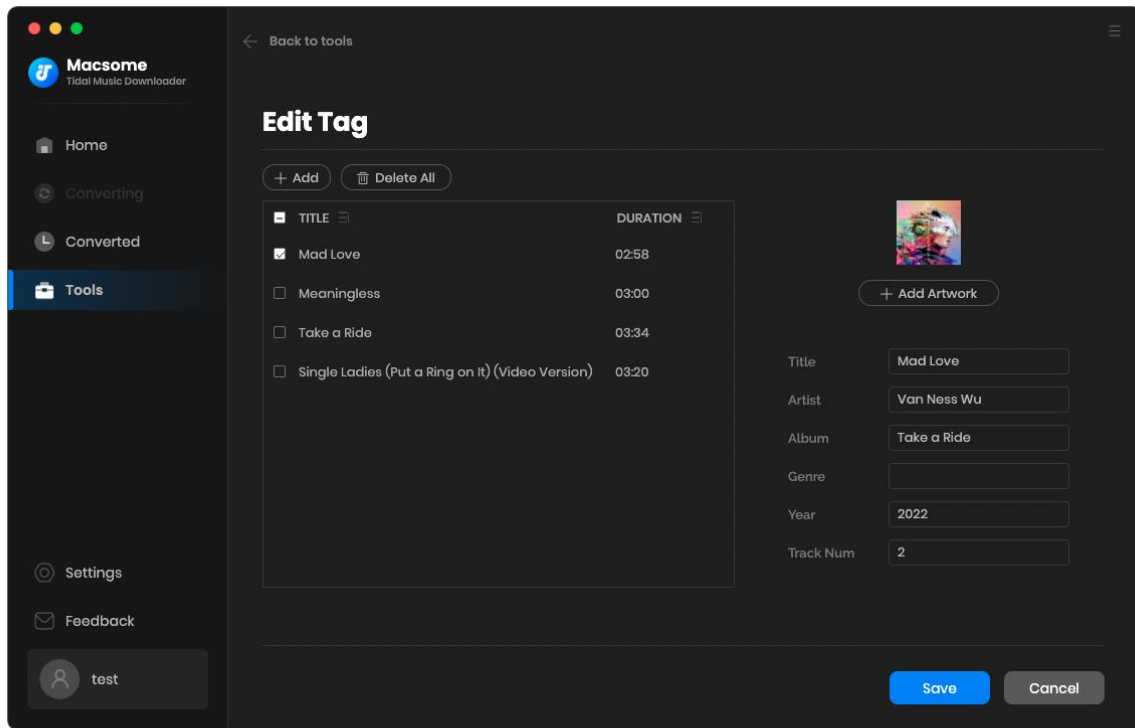 Macsome
Tidal Music Downloader
Home
Converting
Converted
Tools
Settings
Feedback
test
Back to tools
Edit Tag
Add
Delete All
TITLE DURATION
Mad Love 02:58
Meaningless 03:00
Take a Ride 03:34
Single Ladies (Put a Ring on It) (Video Version) 03:20
Add Artwork
Title Mad Love
Artist Van Ness Wu
Album Take a Ride
Genre
Year 2022
Track Num 2
Save Cancel